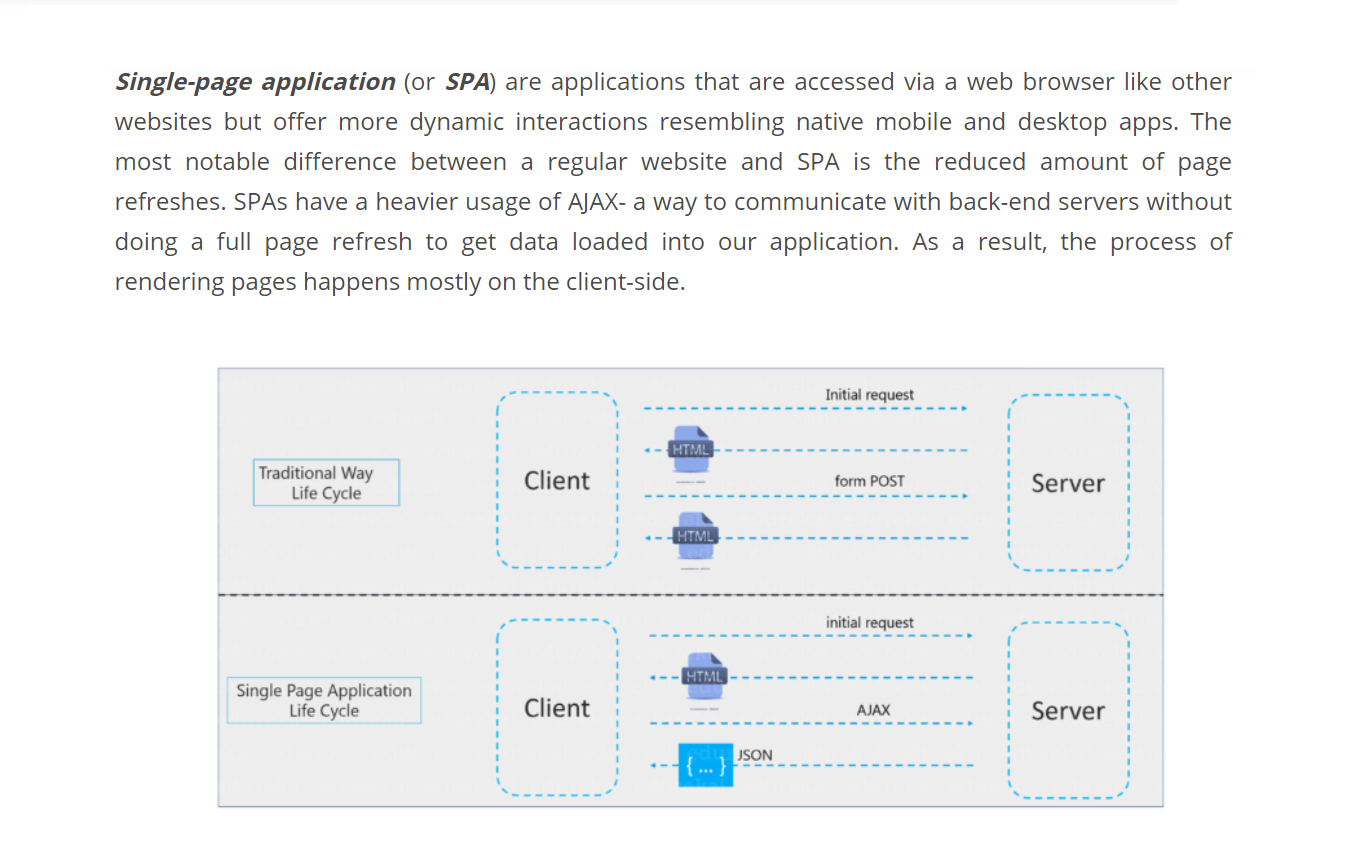 Single-page application (or SPA) are applications that are accessed via a web browser like other
websites but offer more dynamic interactions resembling native mobile and desktop apps. The
most notable difference between a regular website and SPA is the reduced amount of page
refreshes. SPAs have a heavier usage of AJAX- a way to communicate with back-end servers without
doing a full page refresh to get data loaded into our application. As a result, the process of
rendering pages happens mostly on the client-side.
Initial request
HTML
Traditional Way
Life Cycle
Client
form POST
Server
HTML
initial request
HTML
Single Page Application
Life Cycle
Client
AJAX
Server
JSON
{ ... }